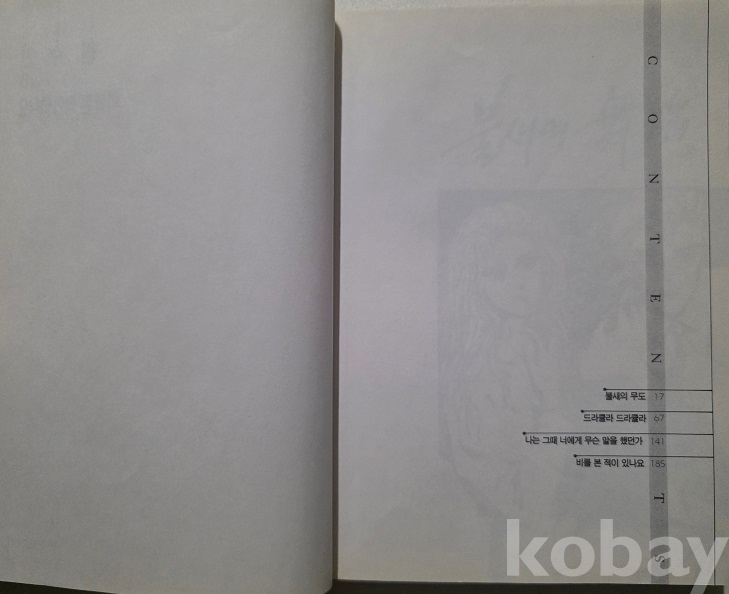 CONTENTS
불새의 무도 17
드라큘라 드라큘라 67
나는 그때 너에게 무슨 말을 했던가 141
비를 본 적이 있나요 185
kobay